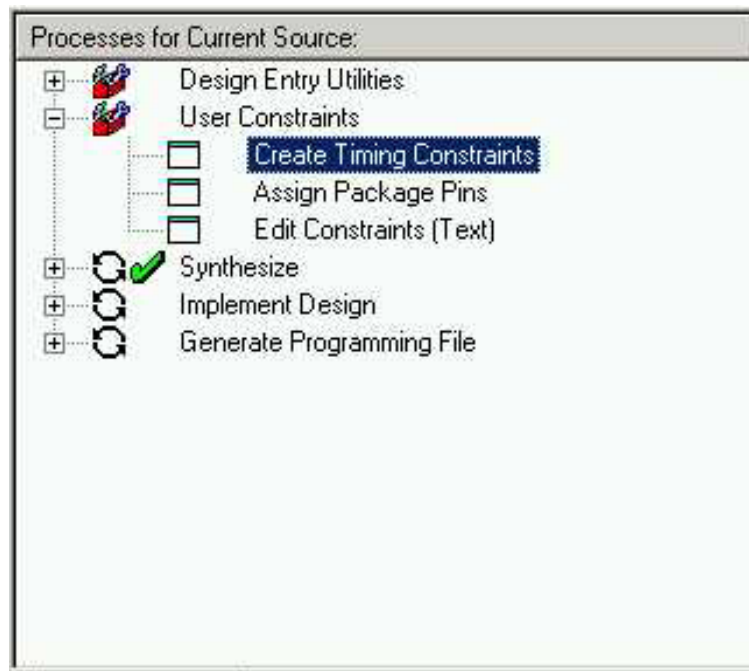 Processes for Current Source:
Design Entry Utilities
User Constraints
Create Timing Constraints
Assign Package Pins
Edit Constraints (Text)
Synthesize
Implement Design
Generate Programming File